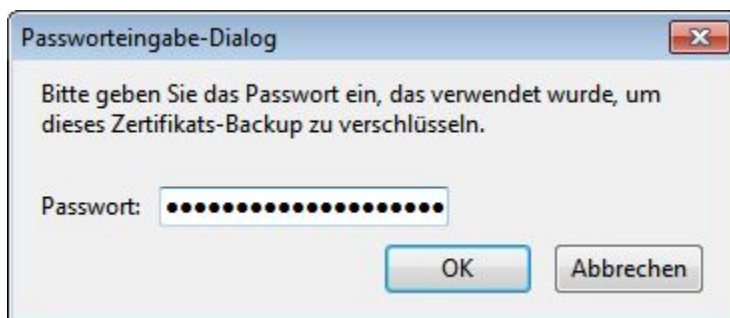 Passworteingabe-Dialog
Bitte geben Sie das Passwort ein, das verwendet wurde, um
dieses Zertifikats-Backup zu verschlüsseln.
Passwort: ••••••••••••••••••••
OK Abbrechen